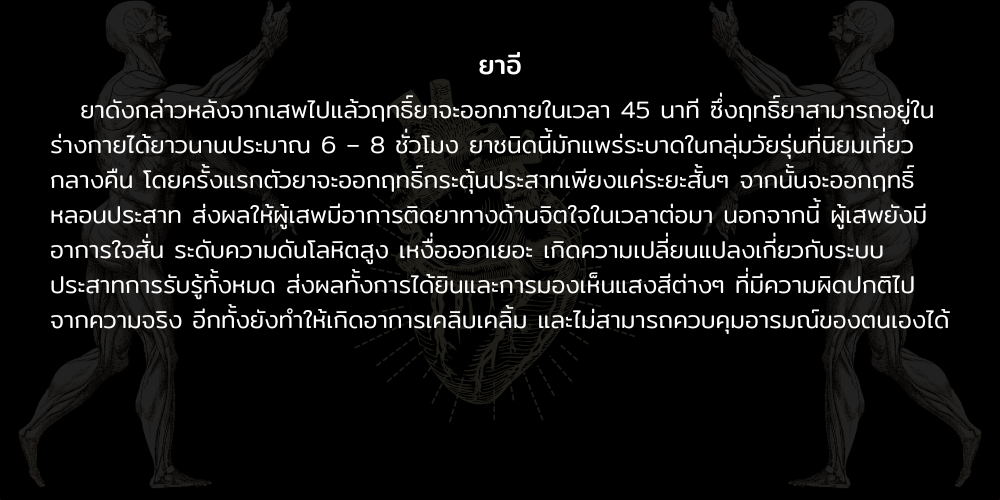 ยาอี
ยาดังกล่าวหลังจากเสพไปแล้วฤทธิ์ยาจะออกภายในเวลา 45 นาที ซึ่งฤทธิ์ยาสามารถอยู่ใน
ร่างกายได้ยาวนานประมาณ 6 – 8 ชั่วโมง ยาชนิดนี้มักแพร่ระบาดในกลุ่มวัยรุ่นที่นิยมเที่ยว
กลางคืน โดยครั้งแรกตัวยาจะออกฤทธิ์กระตุ้นประสาทเพียงแค่ระยะสั้นๆ จากนั้นจะออกฤทธิ์
หลอนประสาท ส่งผลให้ผู้เสพมีอาการติดยาทางด้านจิตใจในเวลาต่อมา นอกจากนี้ ผู้เสพยังมี
อาการใจสั่น ระดับความดันโลหิตสูง เหงื่อออกเยอะ เกิดความเปลี่ยนแปลงเกี่ยวกับระบบ
ประสาทการรับรู้ทั้งหมด ส่งผลทั้งการได้ยินและการมองเห็นแสงสีต่างๆ ที่มีความผิดปกติไป
จากความจริง อีกทั้งยังทำให้เกิดอาการเคลิบเคลิ้ม และไม่สามารถควบคุมอารมณ์ของตนเองได้